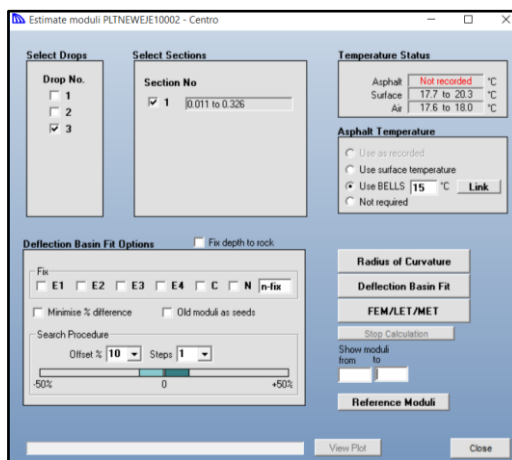 Estimate moduli PLTNEWEJE10002 - Centro
Select Drops
Drop No.
1
2
3
Select Sections
Section No
1 0.011 to 0.326
Temperature Status
Asphalt Not recorded °C
Surface 17.7 to 20.3 °C
Air 17.6 to 18.0 °C
Asphalt Temperature
Use as recorded
Use surface temperature
Use BELLS 15 °C Link
Not required
Deflection Basin Fit Options
Fix depth to rock
Fix
E1 E2 E3 E4 C N n-fix
Minimise % difference Old moduli as seeds
Search Procedure
Offset % 10 Steps 1
-50% 0 +50%
Radius of Curvature
Deflection Basin Fit
FEM/LET/MET
Stop Calculation
Show moduli
from to
Reference Moduli
View Plot
Close